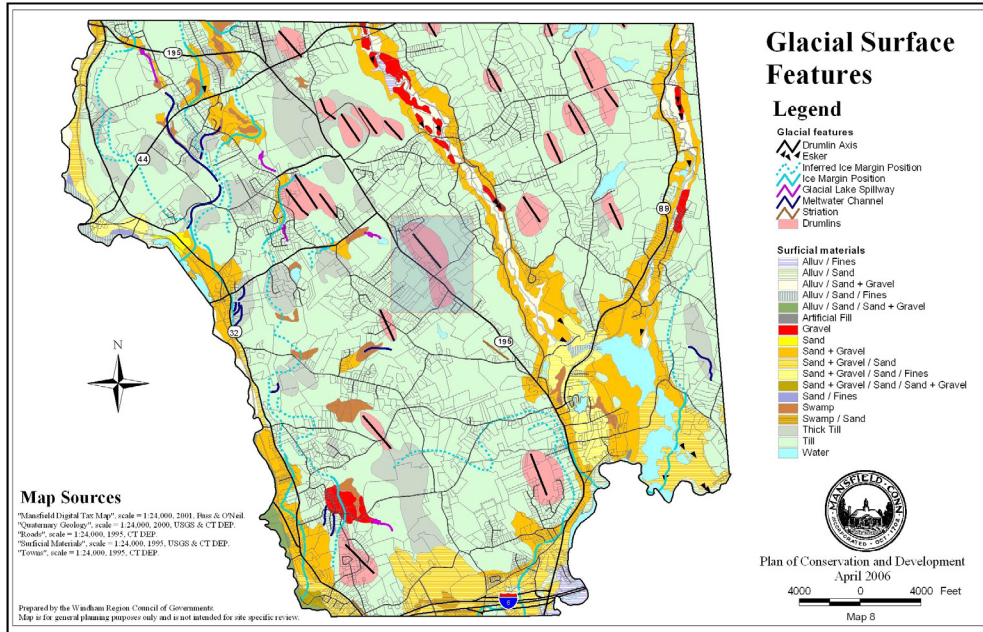 Glacial Surface
Features
Legend
Glacial features
Drumlin Axis
Esker
Inferred Ice Margin Position
Ice Margin Position
Glacial Lake Spillway
Meltwater Channel
Striation
Drumlins
Surficial materials
Alluv / Fines
Alluv / Sand
Alluv / Sand + Gravel
Alluv / Sand / Fines
Alluv / Sand / Sand + Gravel
Artificial Fill
Gravel
Sand
Sand + Gravel
Sand + Gravel / Sand
Sand + Gravel / Sand / Fines
Sand + Gravel / Sand / Sand + Gravel
Sand / Fines
Swamp
Swamp / Sand
Thick Till
Till
Water
195
44
89
32
195
N
6
Map Sources
"Mansfield Digital Tax Map", scale = 1:24,000, 2001, Fuss & O'Neil.
"Quaternary Geology", scale = 1:24,000, 2000, USGS & CT DEP.
"Roads", scale = 1:24,000, 1995, CT DEP.
"Surficial Materials", scale = 1:24,000, 1995, USGS & CT DEP.
"Towns", scale = 1:24,000, 1995, CT DEP.
Prepared by the Windham Region Council of Governments.
Map is for general planning purposes only and is not intended for site specific review.
MANSFIELD, CONN
INCORPORATED • OCT. 1702
Plan of Conservation and Development
April 2006
4000 0 4000 Feet
Map 8